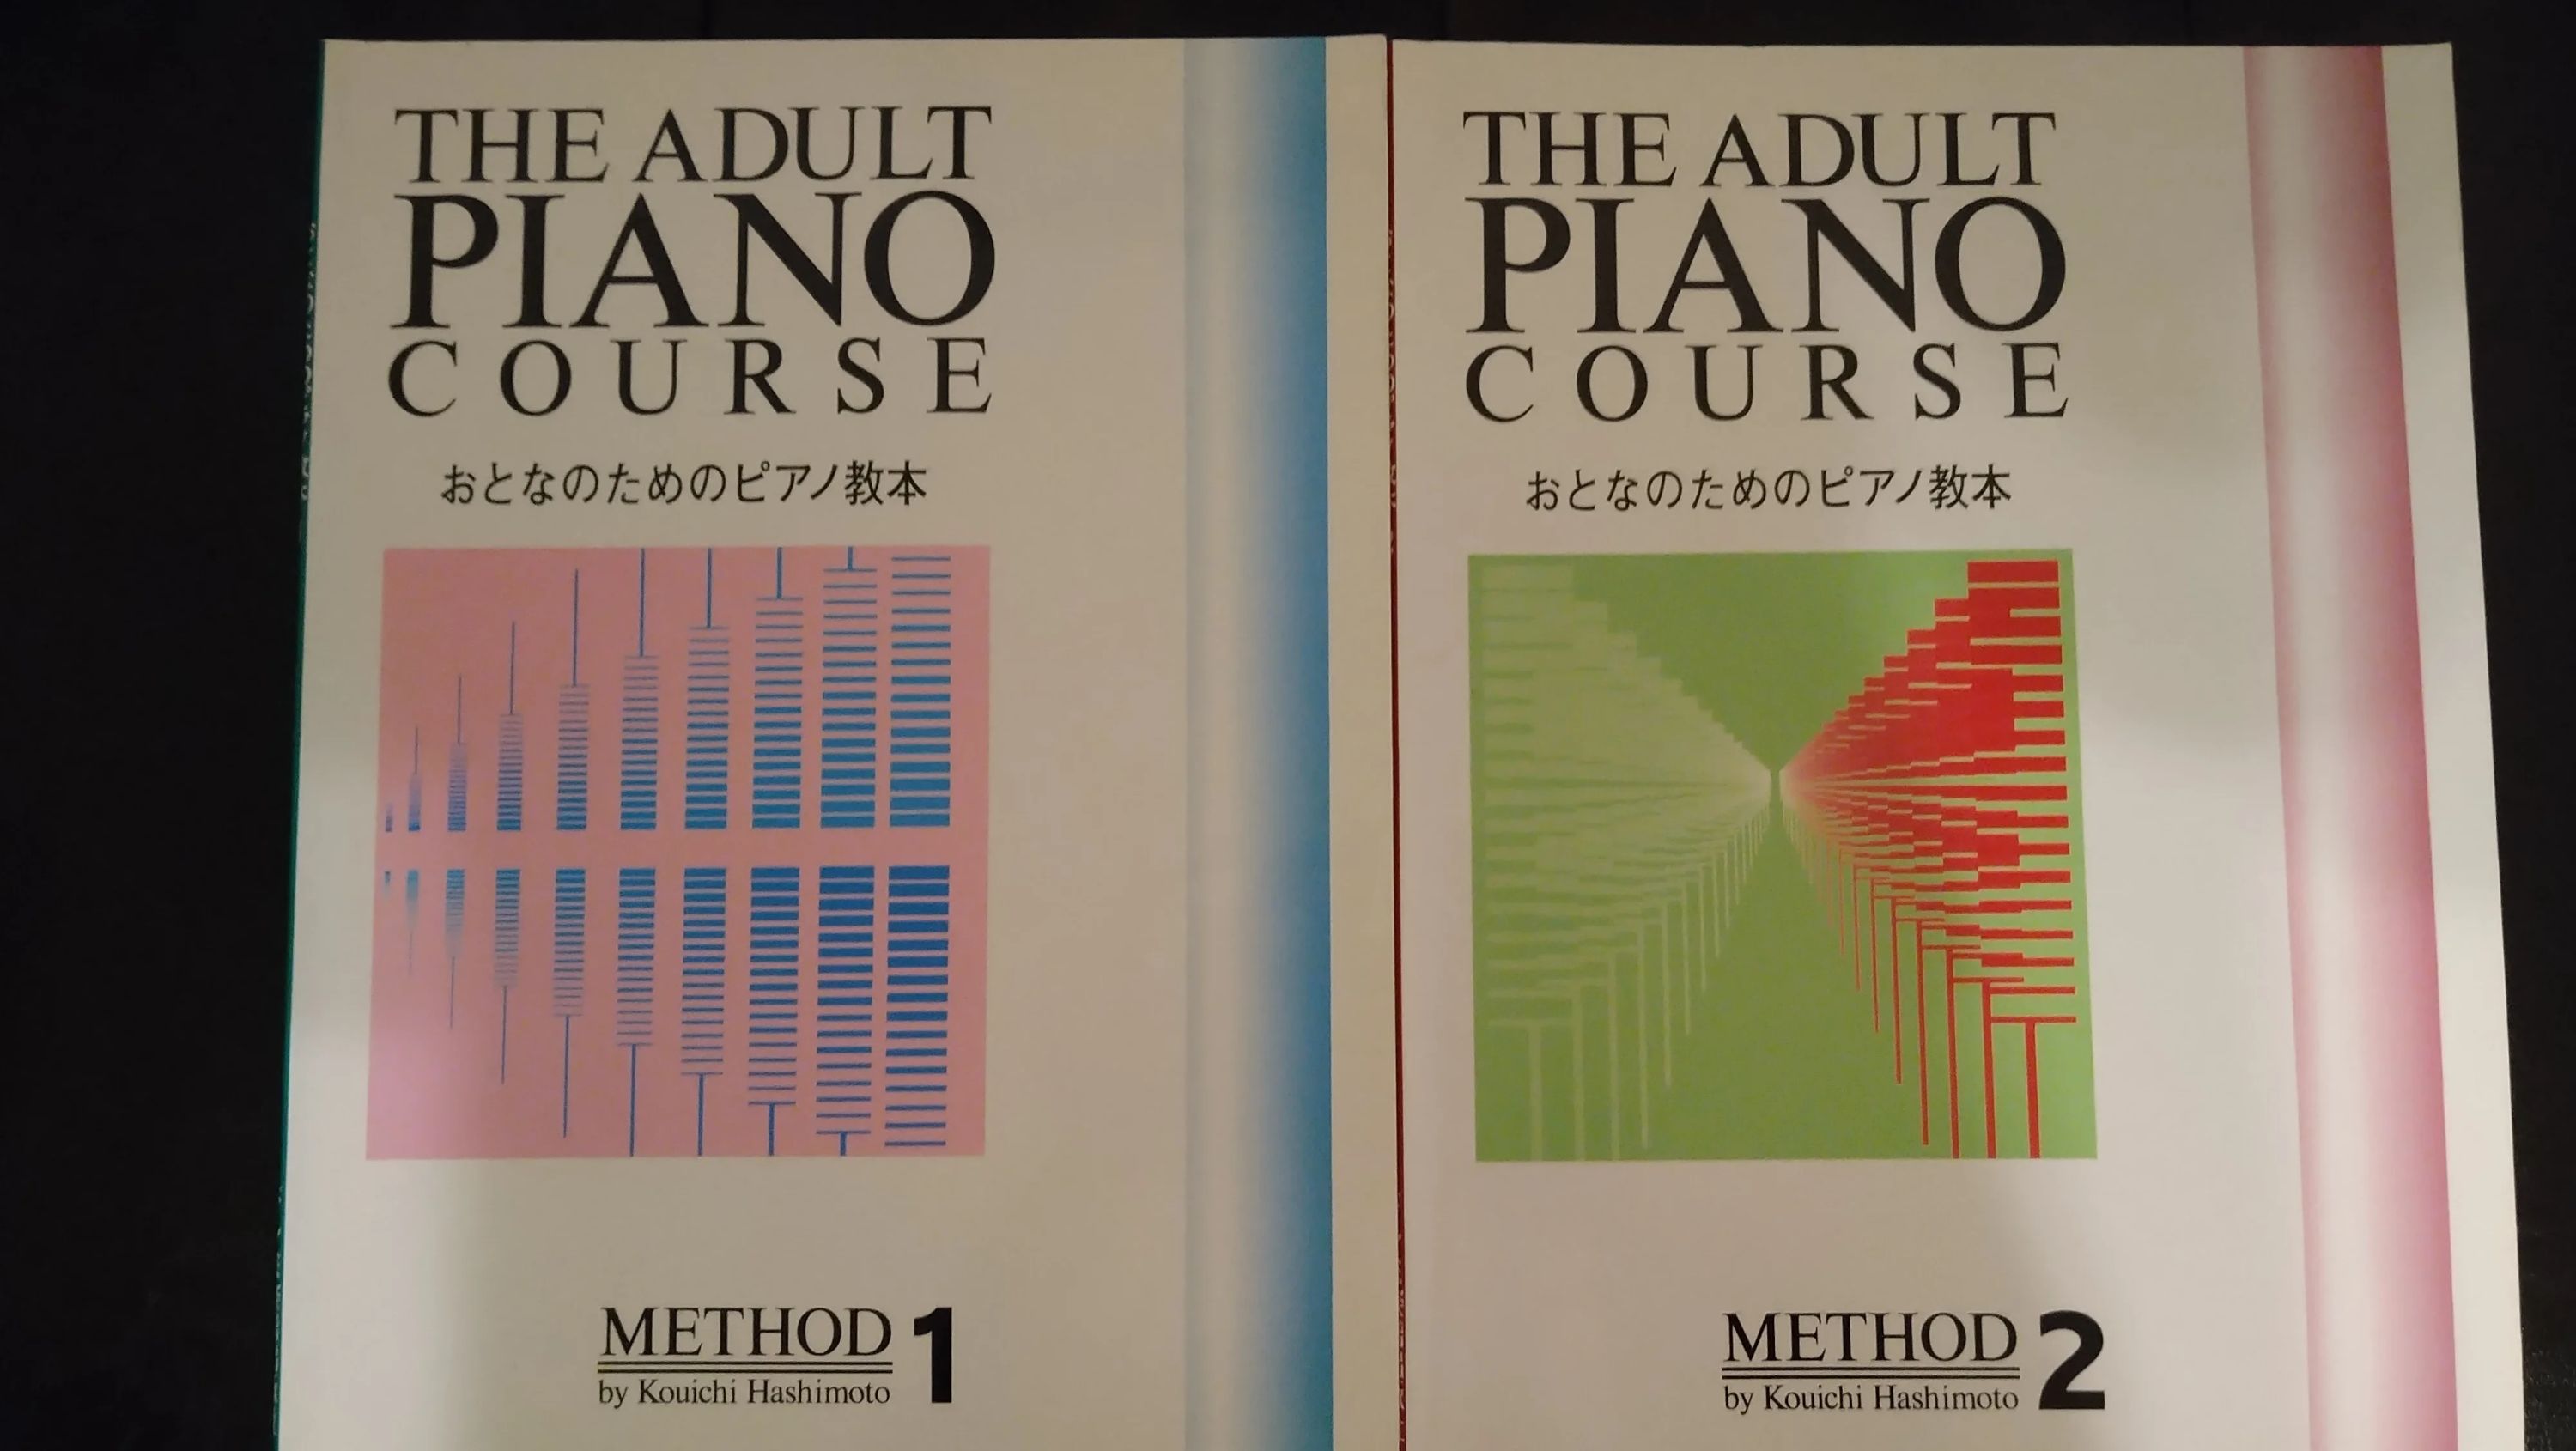 THE ADULT
PIANO
COURSE
おとなのためのピアノ教本
METHOD 1
by Kouichi Hashimoto
THE ADULT
PIANO
COURSE
おとなのためのピアノ教本
METHOD 2
by Kouichi Hashimoto